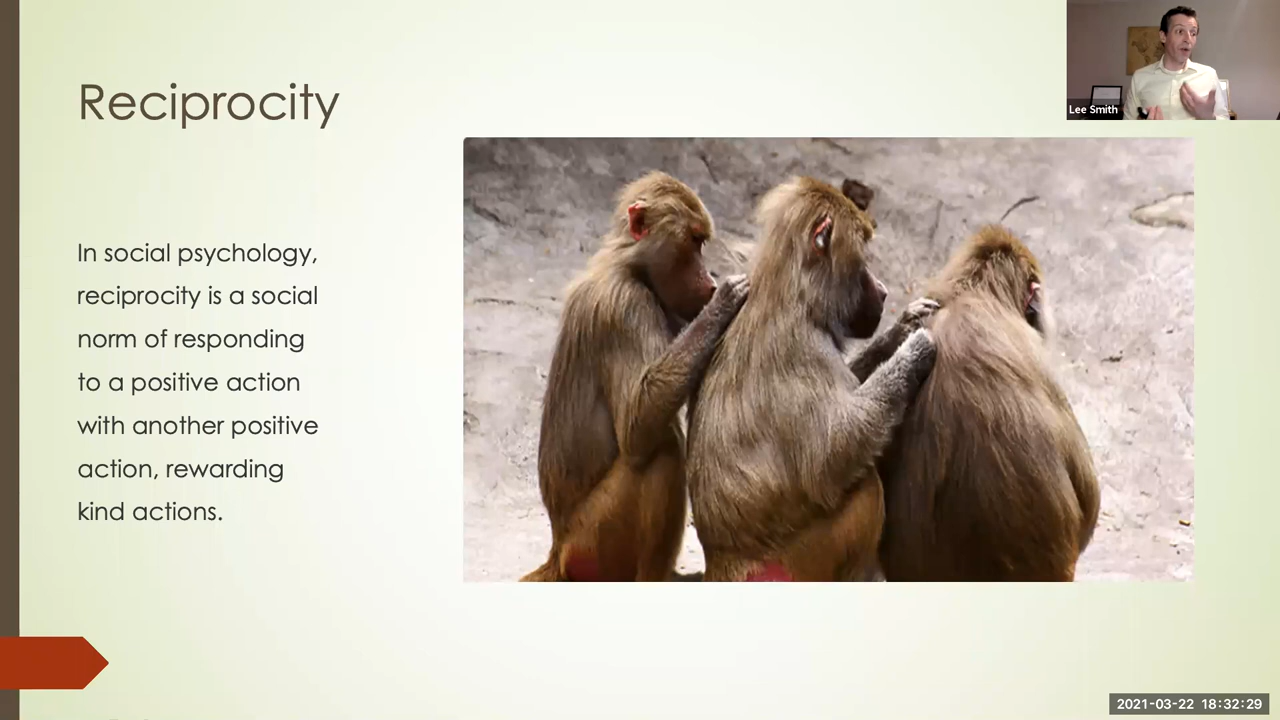 Reciprocity
Lee Smith
In social psychology,
reciprocity is a social
norm of responding
to a positive action
with another positive
action, rewarding
kind actions.
2021-03-22 18:32:29